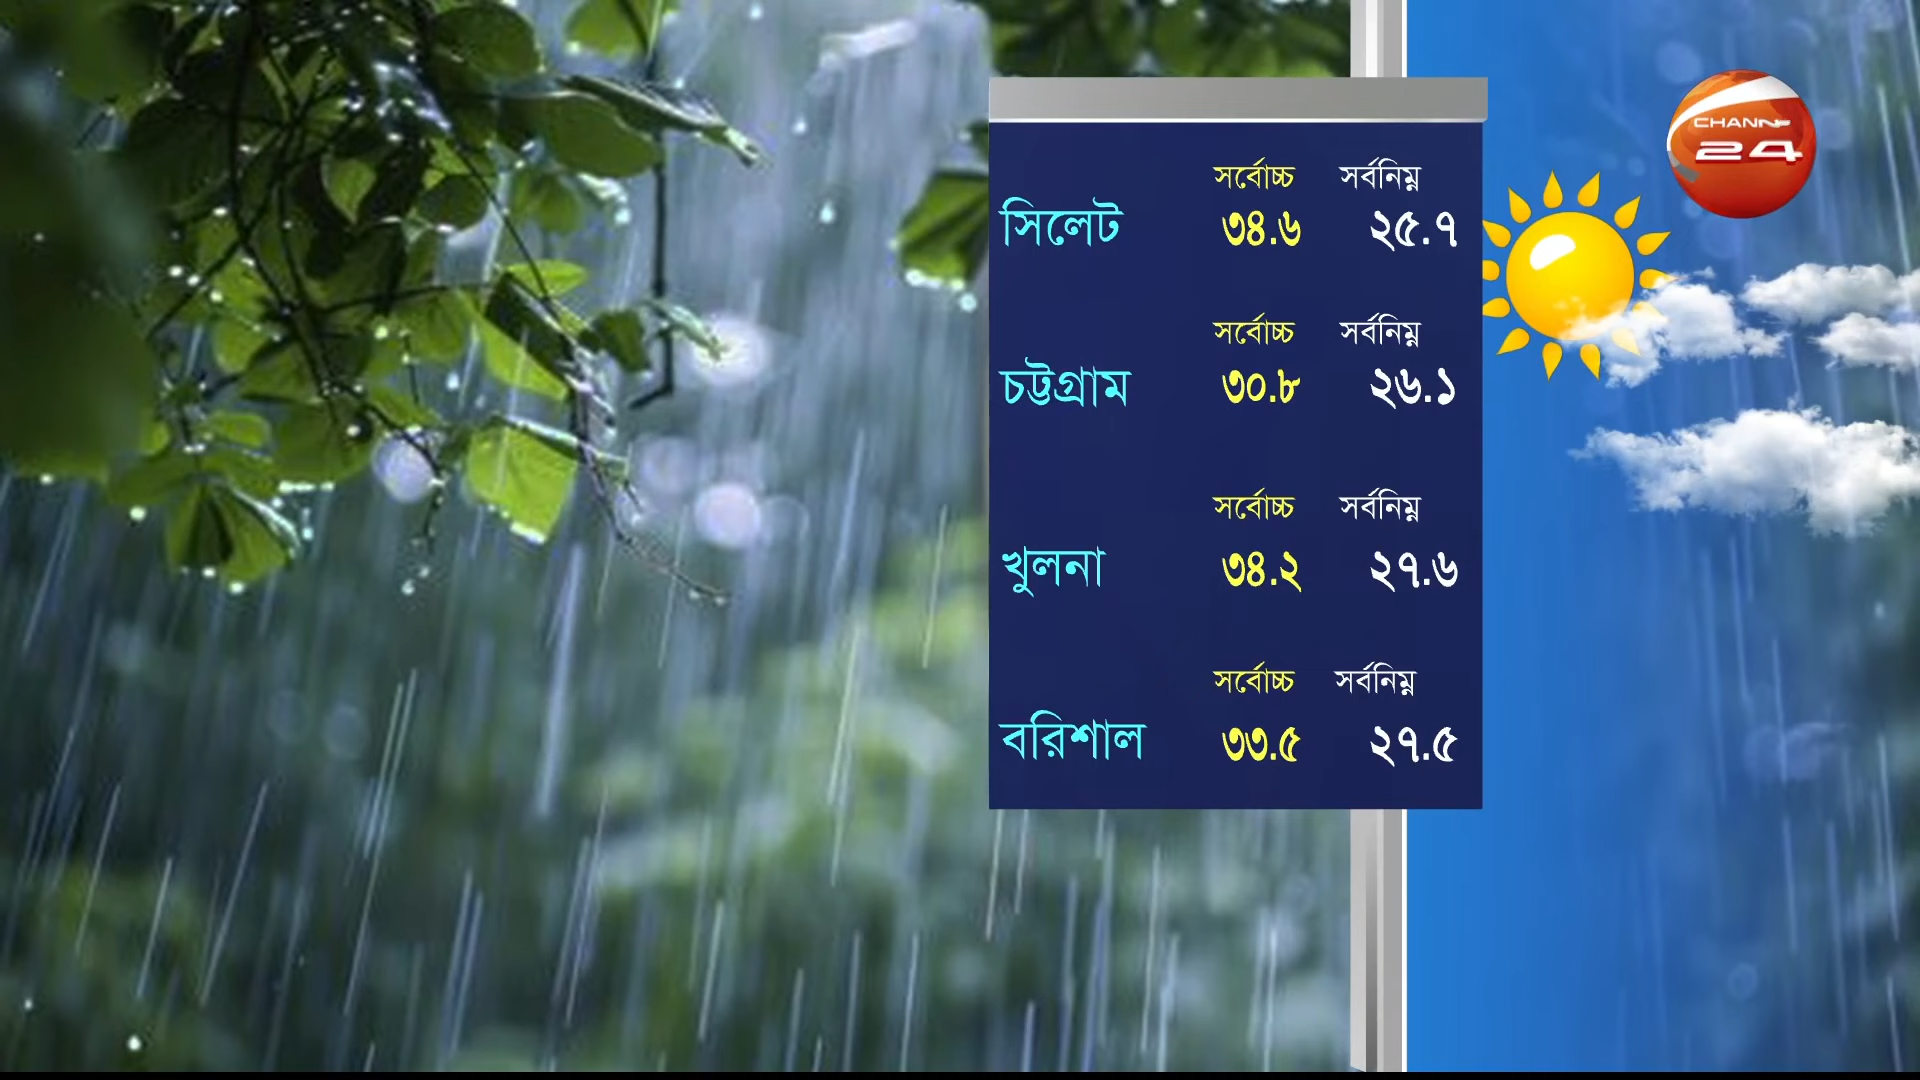 CHANNEL
24
সর্বোচ্চ সর্বনিম্ন
সিলেট ৩৪.৬ ২৫.৭
সর্বোচ্চ সর্বনিম্ন
চট্টগ্রাম ৩০.৮ ২৬.১
সর্বোচ্চ সর্বনিম্ন
খুলনা ৩৪.২ ২৭.৬
সর্বোচ্চ সর্বনিম্ন
বরিশাল ৩৩.৫ ২৭.৫